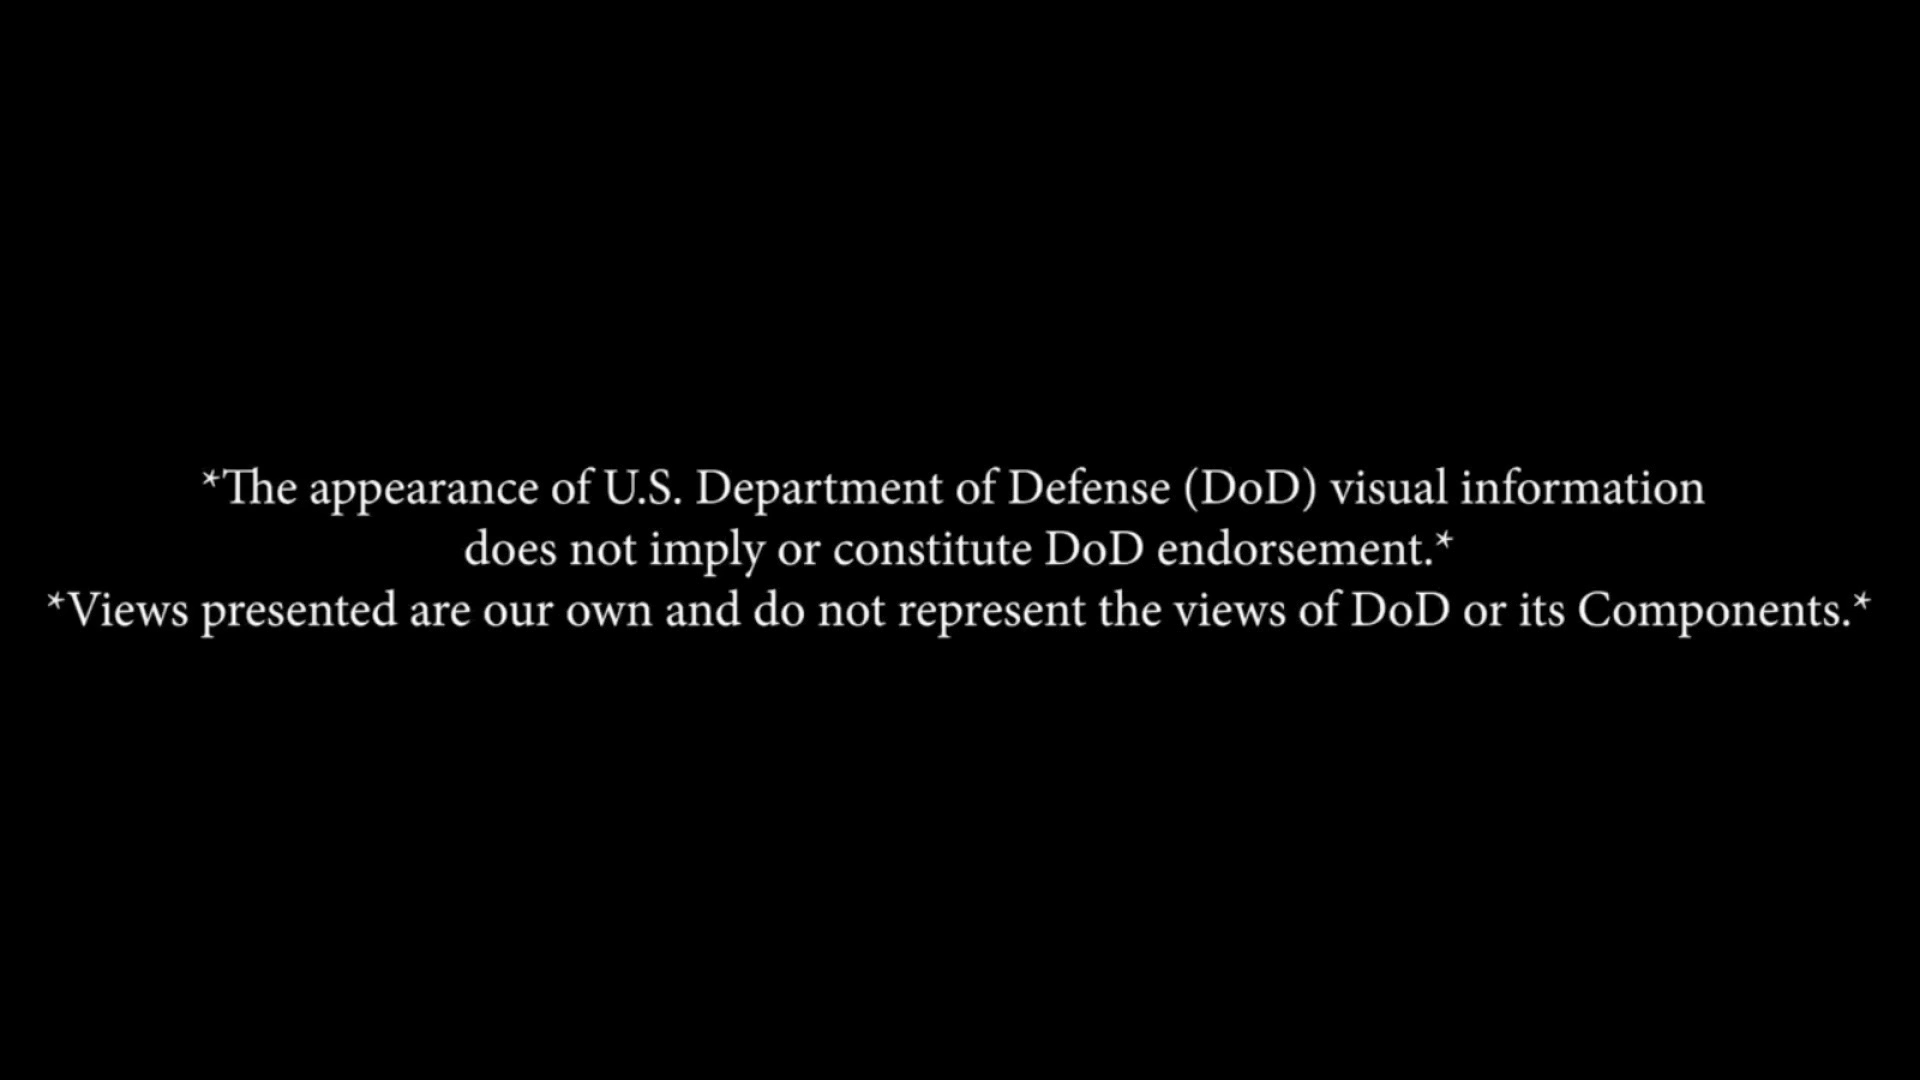 *The appearance of U.S. Department of Defense (DoD) visual information
does not imply or constitute DoD endorsement.*
*Views presented are our own and do not represent the views of DoD or its Components.*